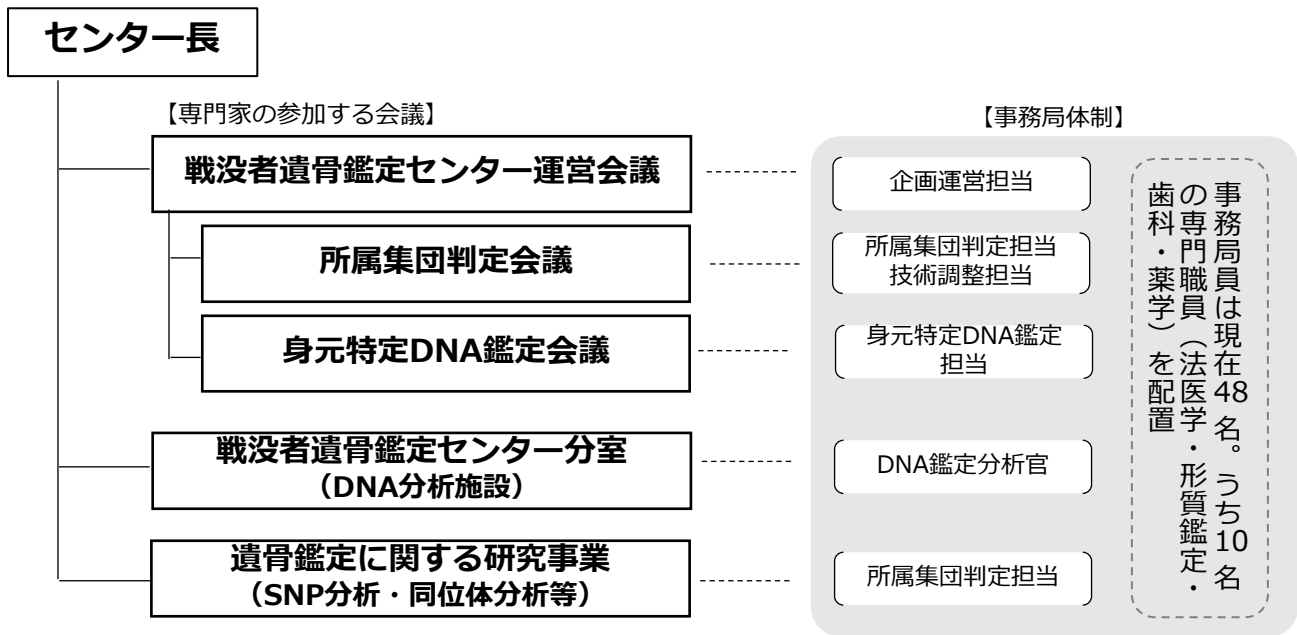 センター長
【専門家の参加する会議】
【事務局体制】
戦没者遺骨鑑定センター運営会議
企画運営担当
所属集団判定会議
所属集団判定担当
技術調整担当
身元特定DNA鑑定会議
身元特定DNA鑑定
担当
戦没者遺骨鑑定センター分室
（DNA分析施設）
DNA鑑定分析官
遺骨鑑定に関する研究事業
（SNP分析・同位体分析等）
所属集団判定担当
事務局員は現在48名。うち10名
の専門職員（法医学・形質鑑定・
歯科・薬学）を配置